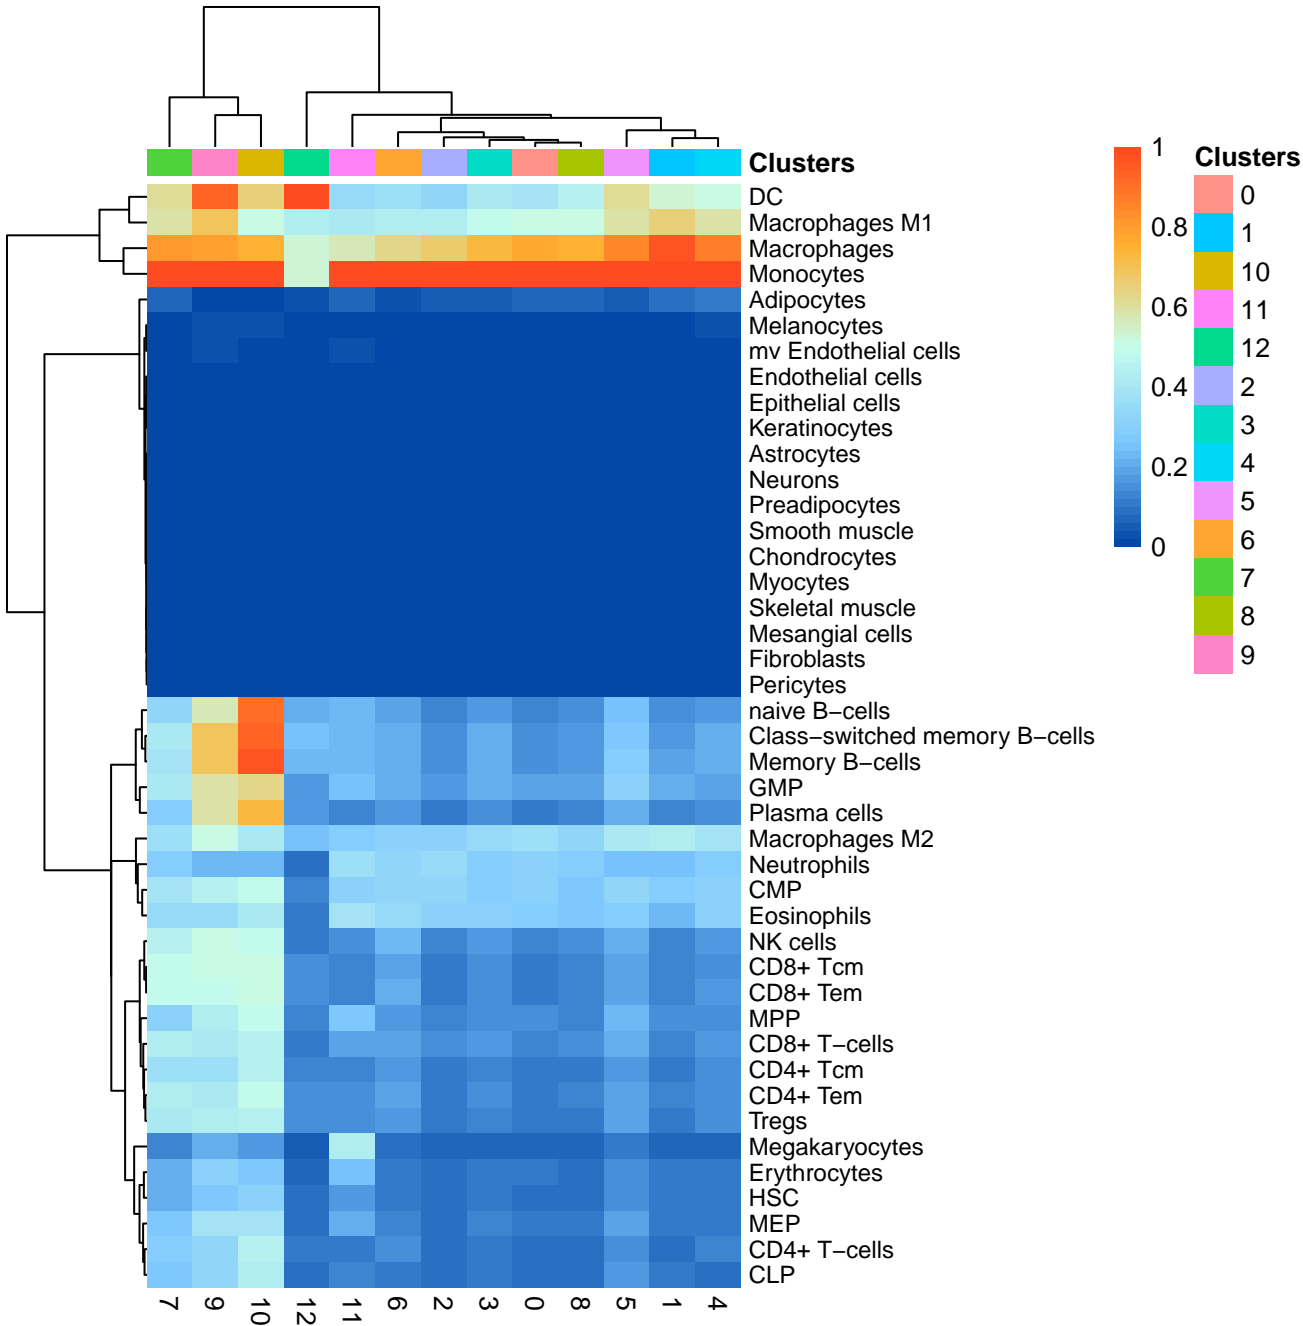 Clusters
DC
Macrophages M1
Macrophages
Monocytes
Adipocytes
Melanocytes
mv Endothelial cells
Endothelial cells
Epithelial cells
Keratinocytes
Astrocytes
Neurons
Preadipocytes
Smooth muscle
Chondrocytes
Myocytes
Skeletal muscle
Mesangial cells
Fibroblasts
Pericytes
naive B−cells
Class−switched memory B−cells
Memory B−cells
GMP
Plasma cells
Macrophages M2
Neutrophils
CMP
Eosinophils
NK cells
CD8+ Tcm
CD8+ Tem
MPP
CD8+ T−cells
CD4+ Tcm
CD4+ Tem
Tregs
Megakaryocytes
Erythrocytes
HSC
MEP
CD4+ T−cells
CLP
7 9 10 12 11 6 2 3 0 8 5 1 4
1
0.8
0.6
0.4
0.2
0
Clusters
0
1
10
11
12
2
3
4
5
6
7
8
9